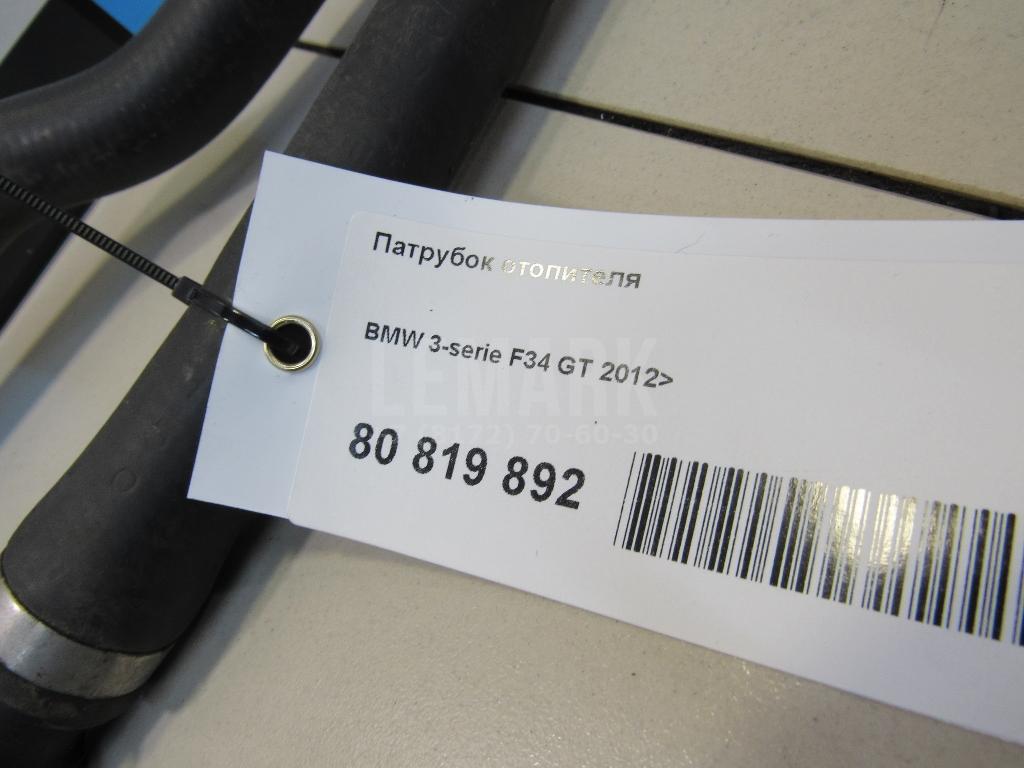 Патрубок отопителя
BMW 3-serie F34 GT 2012>
LEMARK
(8172) 70-60-30
80 819 892